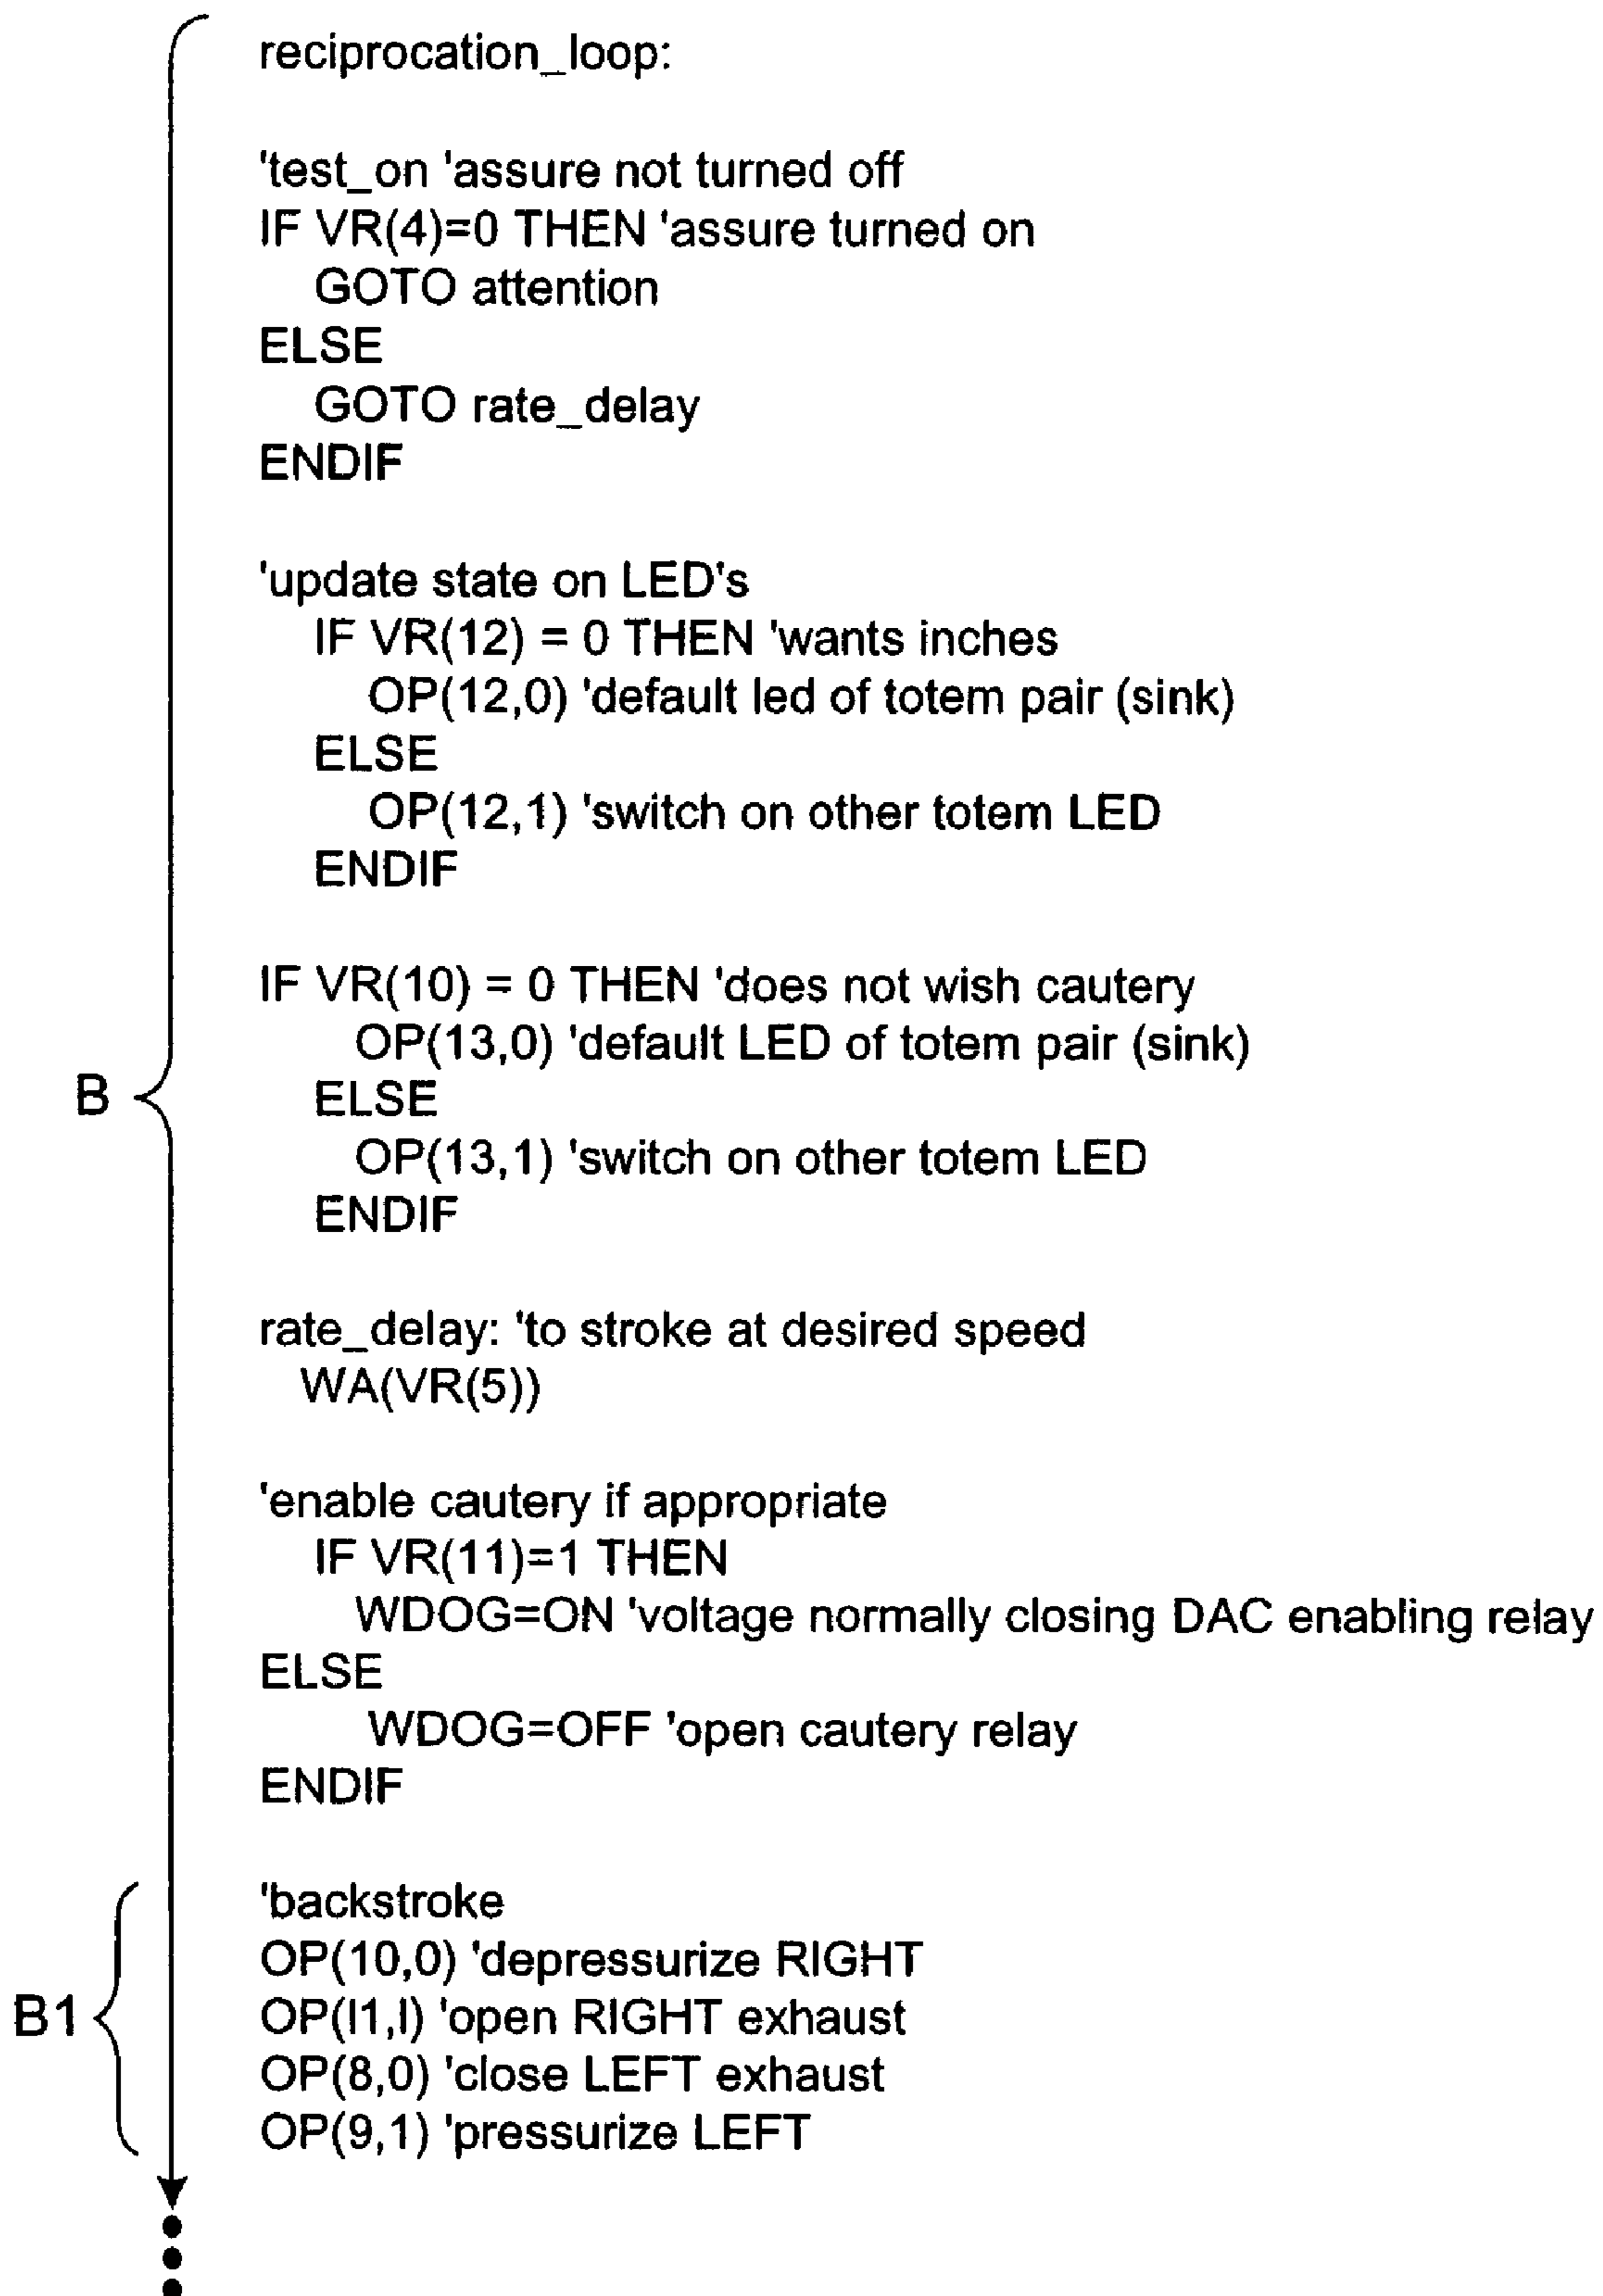 reciprocation_loop:
'test_on 'assure not turned off
IF VR(4)=0 THEN 'assure turned on
GOTO attention
ELSE
GOTO rate_delay
ENDIF
'update state on LED's
IF VR(12) = 0 THEN 'wants inches
OP(12,0) 'default led of totem pair (sink)
ELSE
OP(12,1) 'switch on other totem LED
ENDIF
IF VR(10) = 0 THEN 'does not wish cautery
OP(13,0) 'default LED of totem pair (sink)
ELSE
B
OP(13,1) 'switch on other totem LED
ENDIF
rate_delay: 'to stroke at desired speed
WA(VR(5))
'enable cautery if appropriate
IF VR(11)=1 THEN
WDOG=ON 'voltage normally closing DAC enabling relay
ELSE
WDOG=OFF 'open cautery relay
ENDIF
'backstroke
OP(10,0) 'depressurize RIGHT
B1
OP(l1,l) 'open RIGHT exhaust
OP(8,0) 'close LEFT exhaust
OP(9,1) 'pressurize LEFT